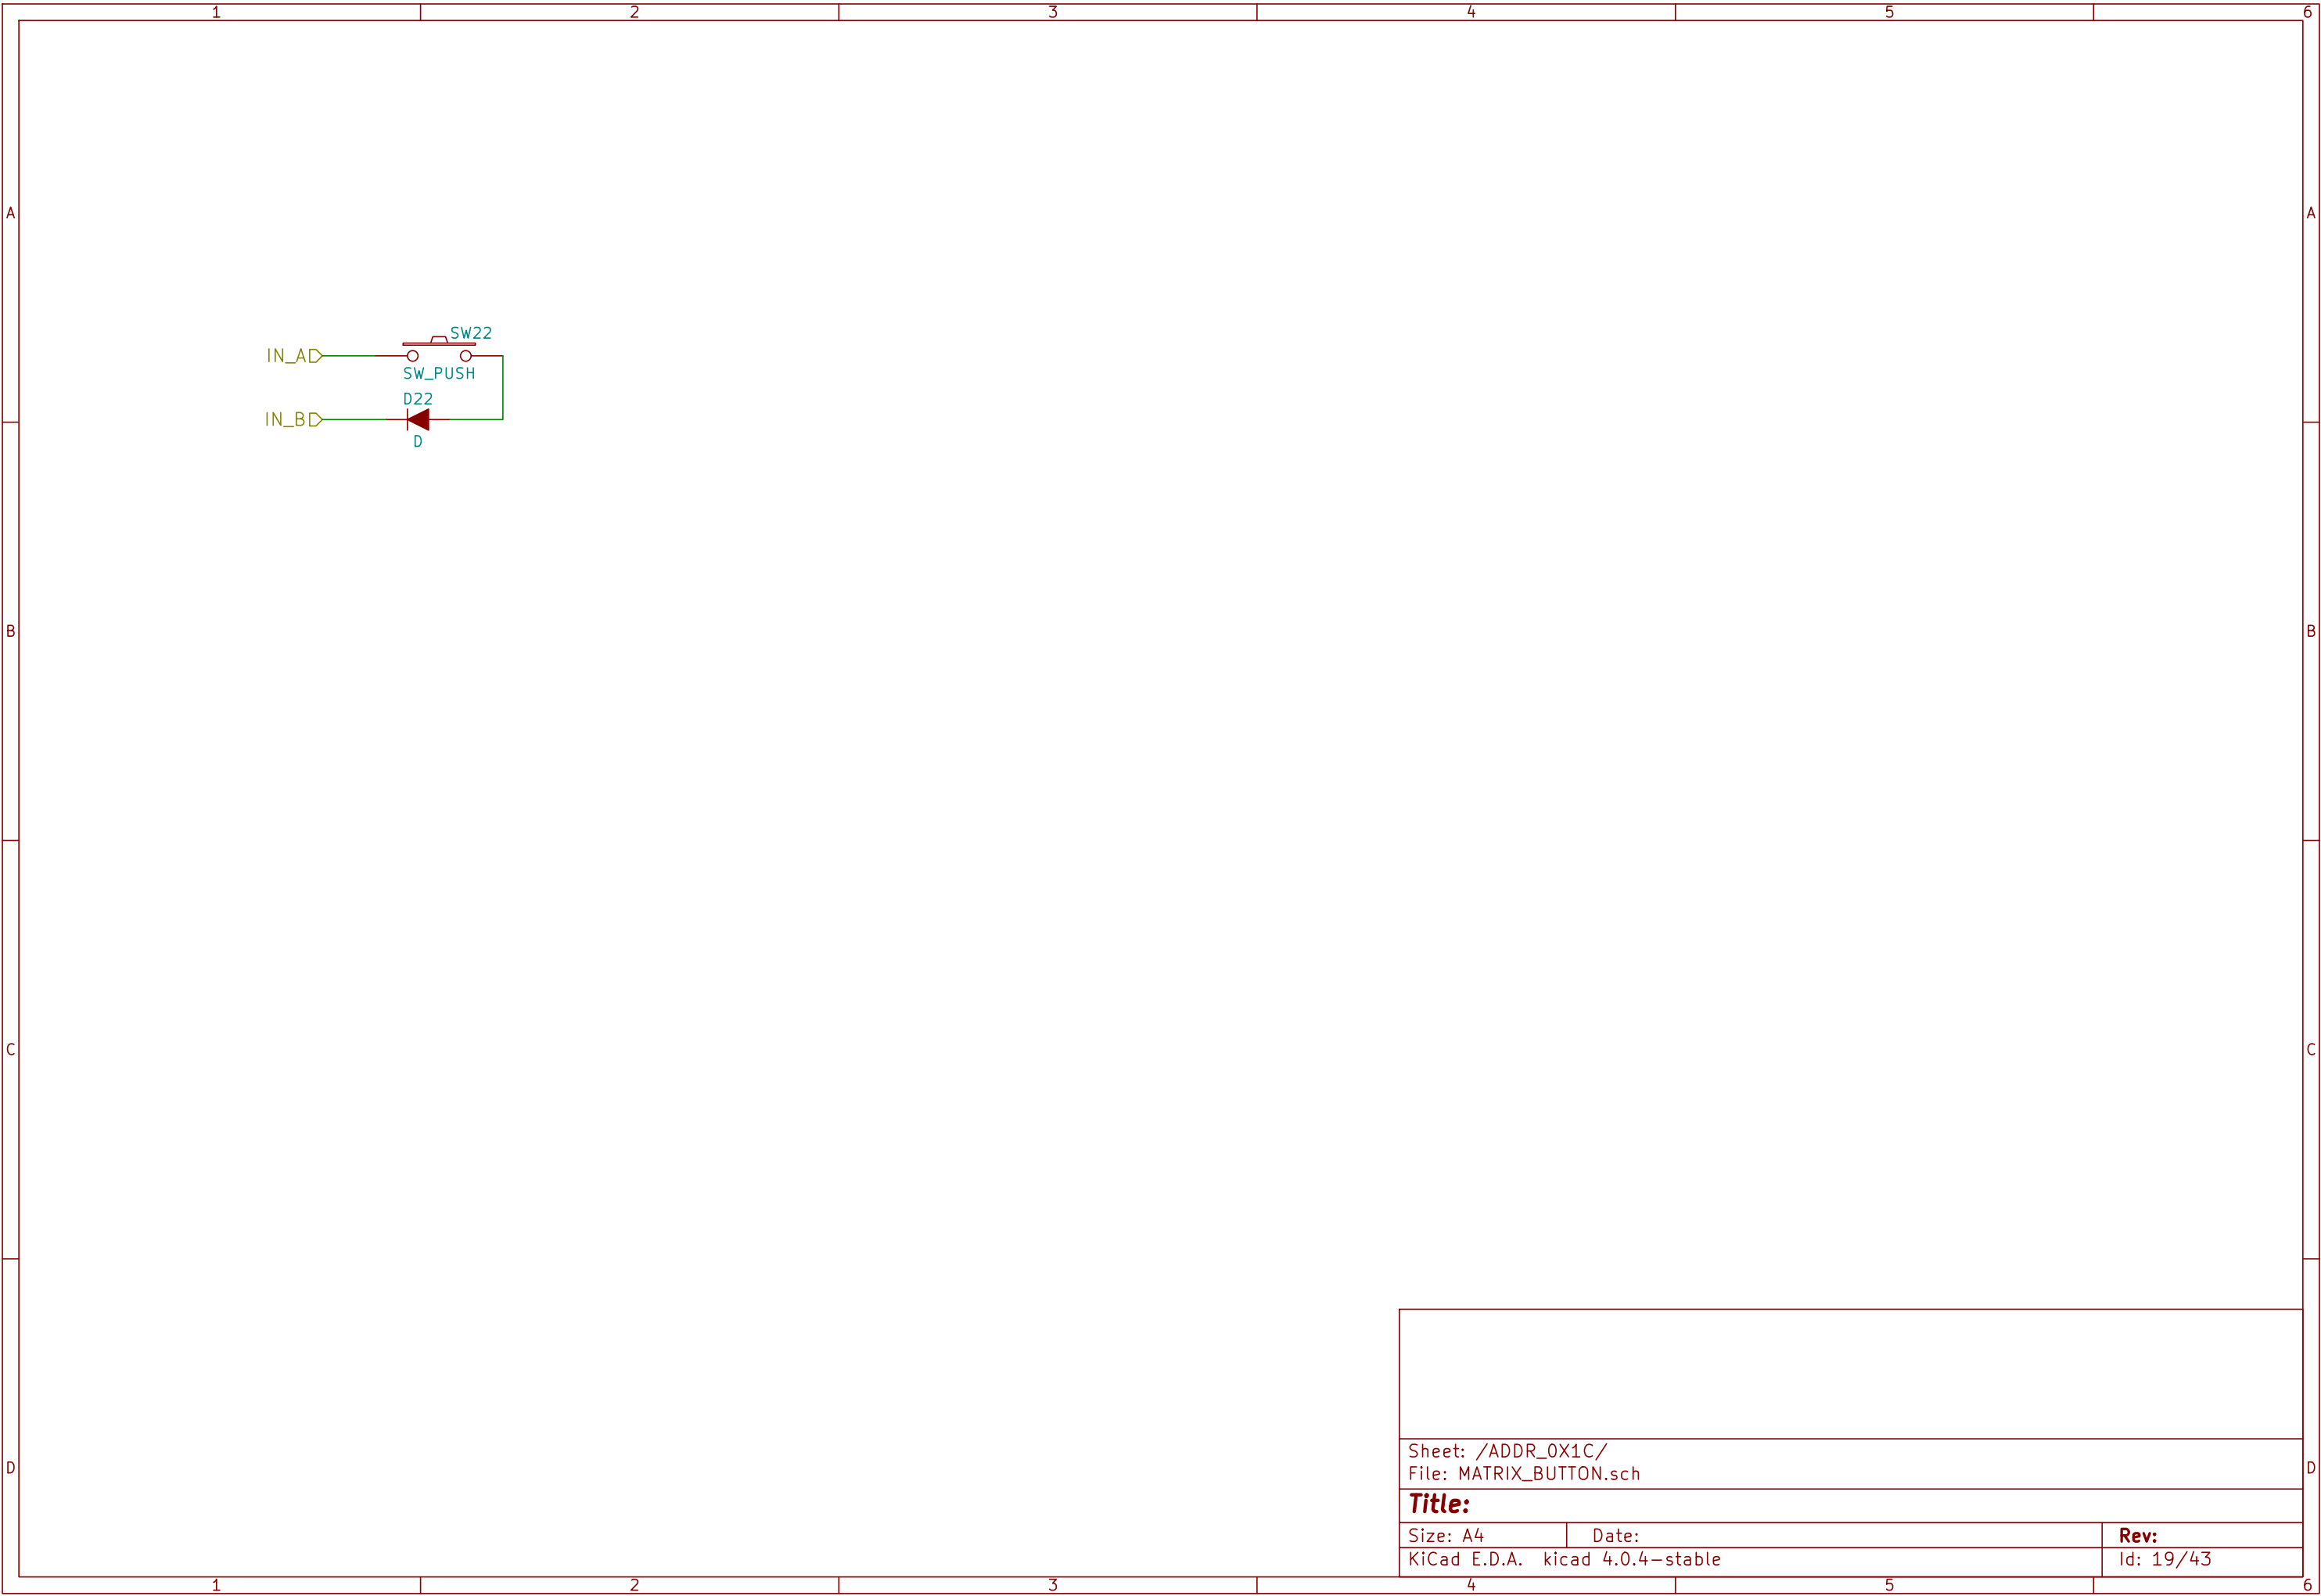 1 2 3 4 5 6
A A
SW22
IN_A
SW_PUSH
D22
IN_B
D
B B
C C
Sheet: /ADDR_0X1C/
File: MATRIX_BUTTON.sch
D D
Title:
Size: A4 Date: Rev:
KiCad E.D.A. kicad 4.0.4-stable Id: 19/43
1 2 3 4 5 6